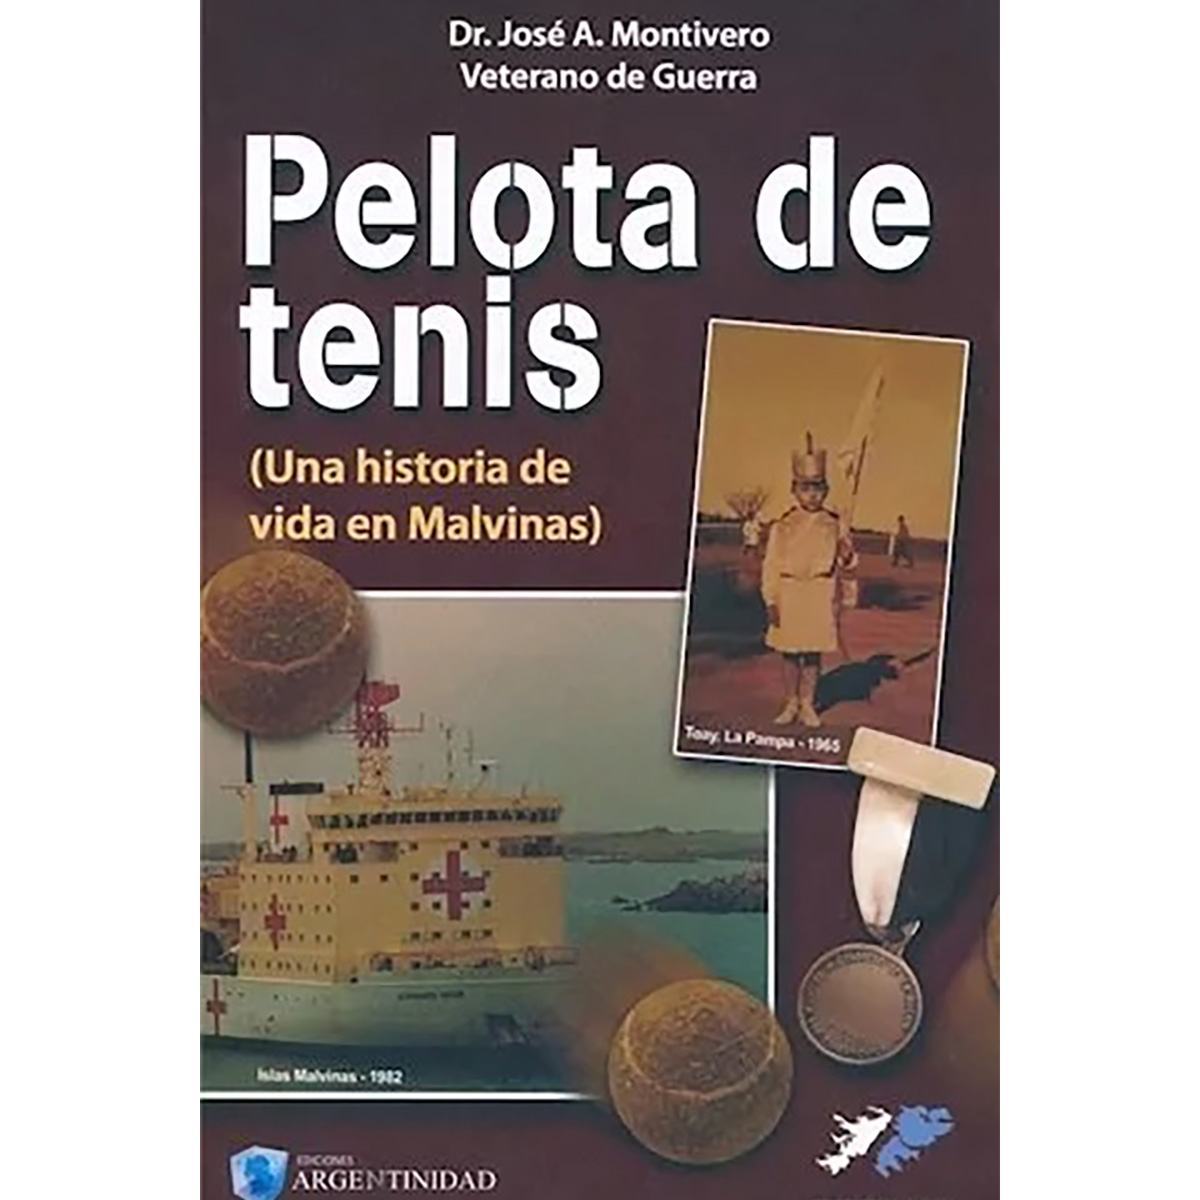 Dr. José A. Montivero
Veterano de Guerra
Pelota de
tenis
(Una historia de
vida en Malvinas)
Toay, La Pampa - 1965
Islas Malvinas - 1982
EDICIONES
ARGENTINIDAD